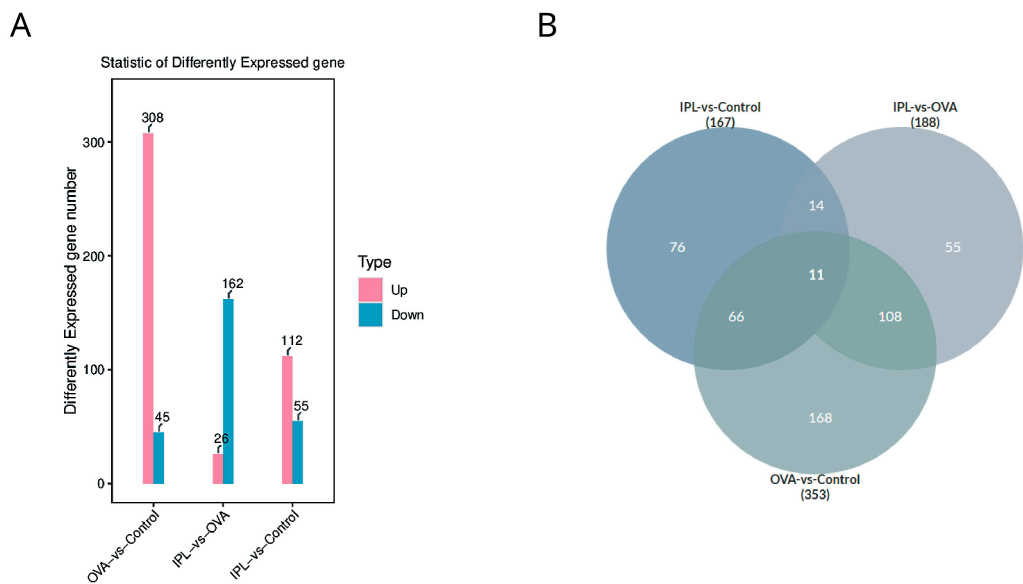 A
Statistic of Differently Expressed gene
Differently Expressed gene number
300
200
100
0
308
45
26
162
112
55
OVA-vs-Control
IPL-vs-OVA
IPL-vs-Control
Type
Up
Down
B
IPL-vs-Control
(167)
IPL-vs-OVA
(188)
14
76
55
11
66
108
168
OVA-vs-Control
(353)